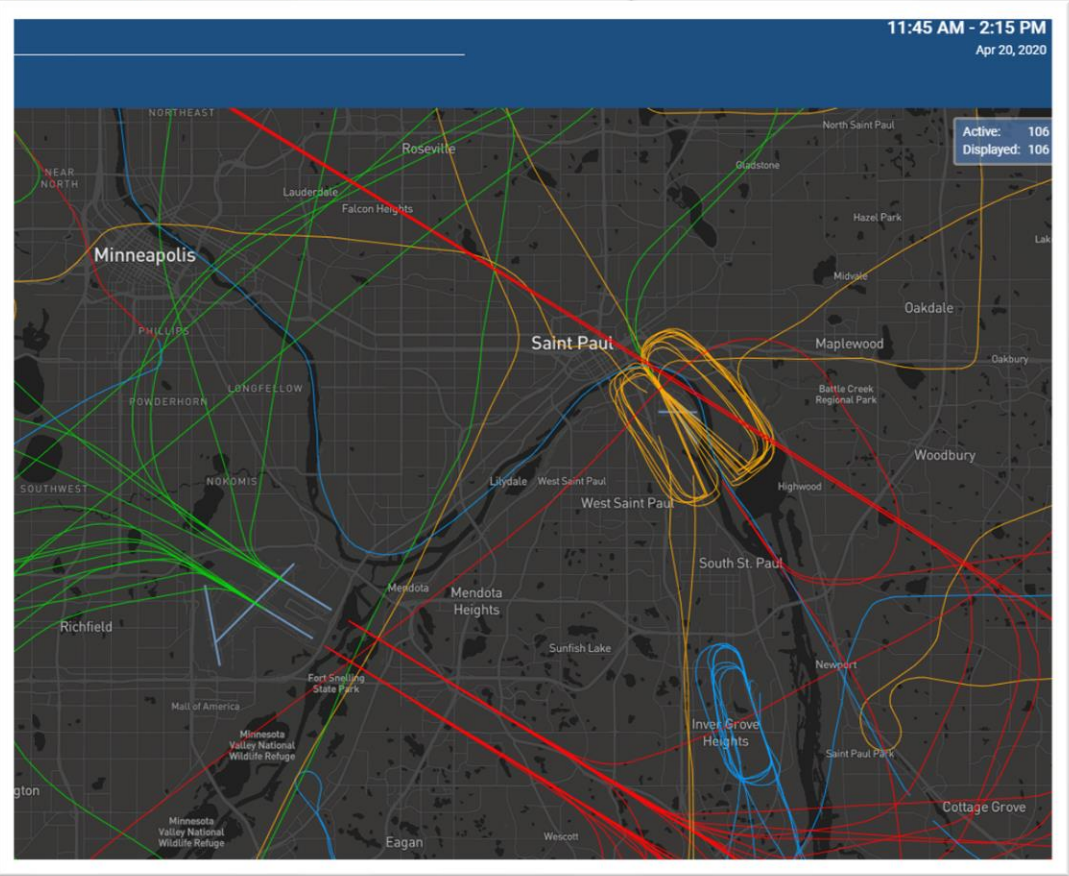 11:45 AM - 2:15 PM
Apr 20, 2020
NORTHEAST
North Saint Paul
Active: 106
Displayed: 106
Roseville
Gladstone
NEAR
NORTH
Lauderdale
Falcon Heights
Hazel Park
Lak
Minneapolis
Midvale
Oakdale
PHILLIPS
Saint Paul
Maplewood
Oakbury
LONGFELLOW
POWDERHORN
Battle Creek
Regional Park
Woodbury
SOUTHWEST
NOKOMIS
Lilydale
West Saint Paul
Highwood
West Saint Paul
South St. Paul
Mendota
Mendota
Heights
Richfield
Sunfish Lake
Newport
Fort Snelling
State Park
Mall of America
Inver Grove
Heights
Minnesota
Valley National
Wildlife Refuge
Saint Paul Park
gton
Cottage Grove
Minnesota
Valley National
Wildlife Refuge
Eagan
Wescott